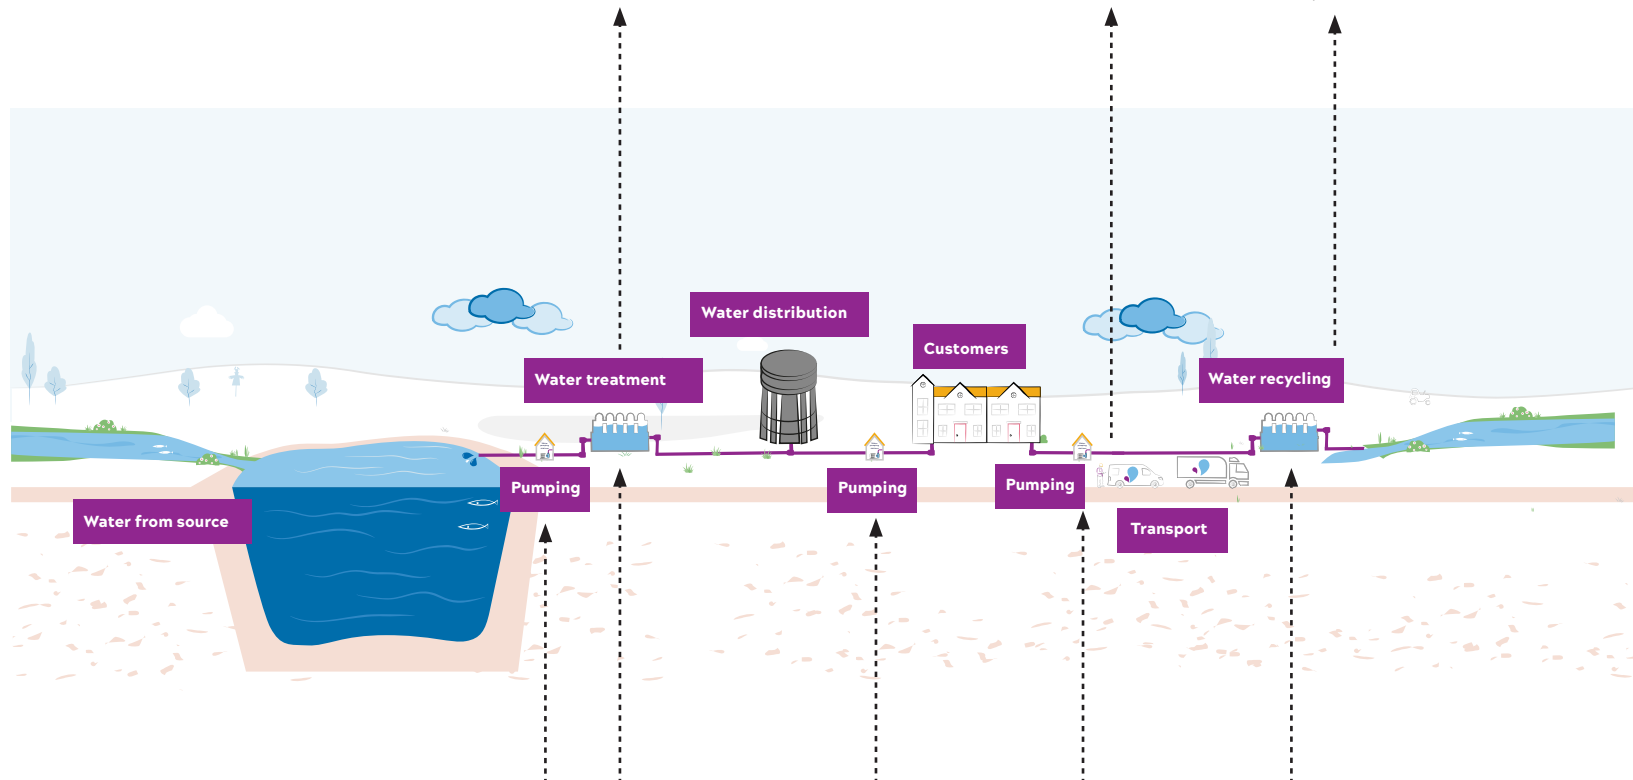 Water distribution
Customers
Water treatment
Water recycling
Pumping
Pumping
Pumping
Water from source
Transport